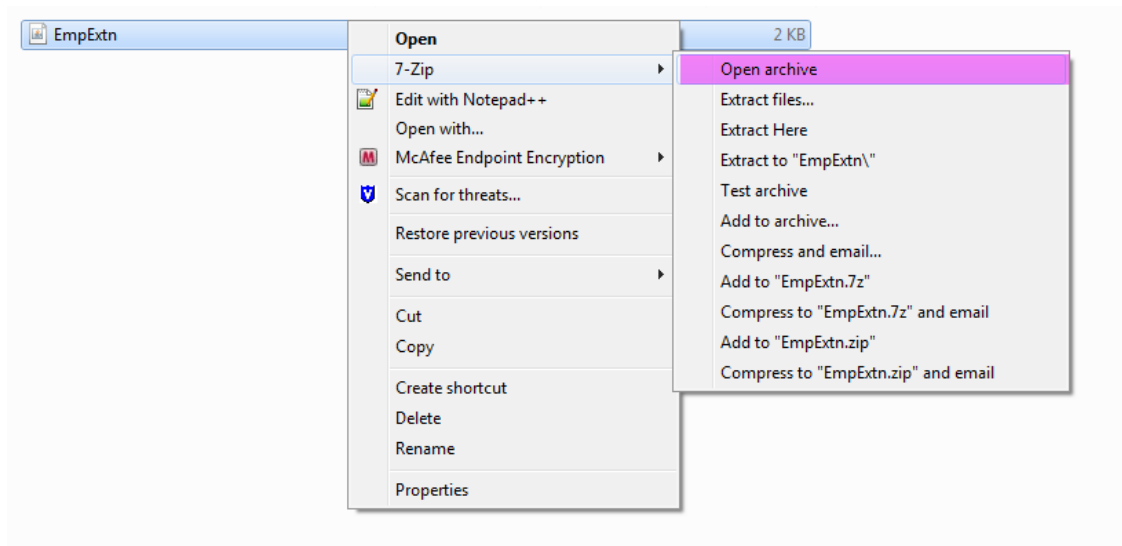 EmpExtn
2 KB
Open
7-Zip
Edit with Notepad++
Open with...
McAfee Endpoint Encryption
Scan for threats...
Restore previous versions
Send to
Cut
Copy
Create shortcut
Delete
Rename
Properties
Open archive
Extract files...
Extract Here
Extract to "EmpExtn\"
Test archive
Add to archive...
Compress and email...
Add to "EmpExtn.7z"
Compress to "EmpExtn.7z" and email
Add to "EmpExtn.zip"
Compress to "EmpExtn.zip" and email